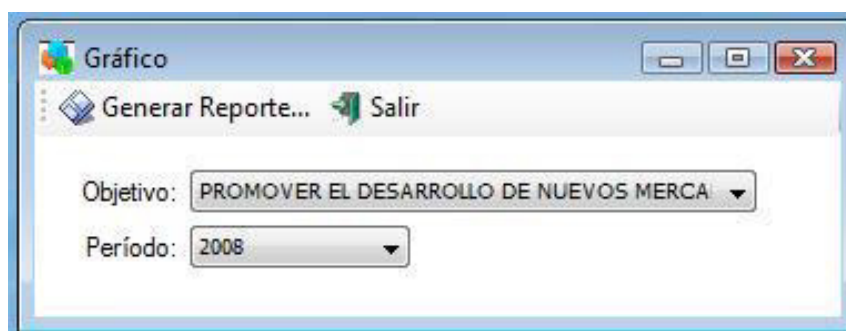 Gráfico
Generar Reporte... Salir
Objetivo: PROMOVER EL DESARROLLO DE NUEVOS MERCA
Período: 2008